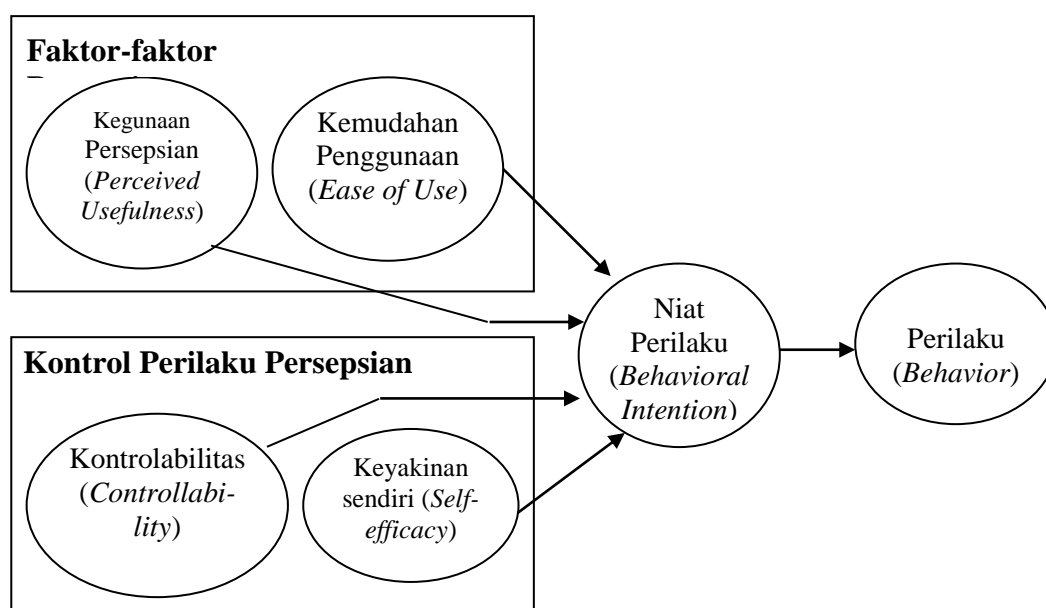 Faktor-faktor
Kegunaan
Persepsian
(Perceived
Usefulness)
Kemudahan
Penggunaan
(Ease of Use)
Niat
Perilaku
(Behavioral
Intention)
Perilaku
(Behavior)
Kontrol Perilaku Persepsian
Kontrolabilitas
(Controllabi-
lity)
Keyakinan
sendiri (Self-
efficacy)